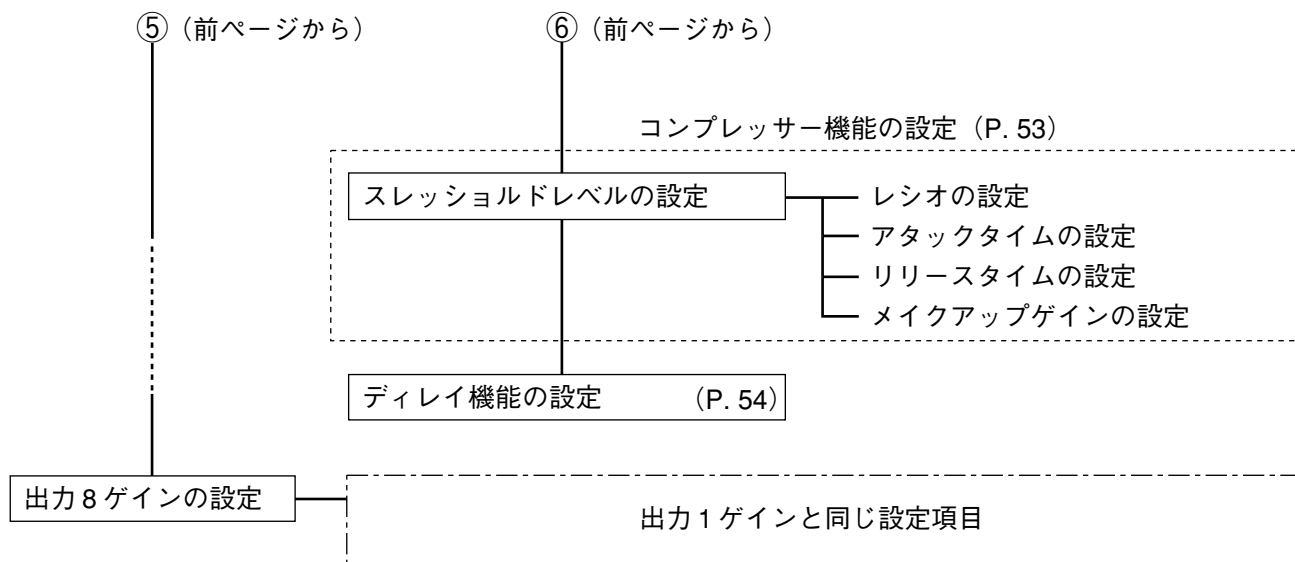 ⑤（前ページから）
⑥（前ページから）
コンプレッサー機能の設定（P. 53）
スレッショルドレベルの設定
レシオの設定
アタックタイムの設定
リリースタイムの設定
メイクアップゲインの設定
ディレイ機能の設定　（P. 54）
出力 8 ゲインの設定
出力 1 ゲインと同じ設定項目